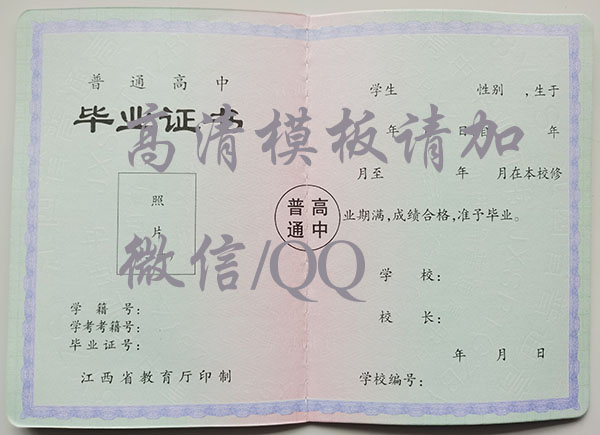 普通高中
毕业证书
照
片
学籍号：
学考考籍号：
毕业证号：
江西省教育厅印制
普高
通中
学生 性别 ，生于
年 月 日 年
月至 年 月在本校修
业期满，成绩合格，准予毕业。
学校：
校长：
年 月 日
学校编号：
高清模板请加
微信/QQ